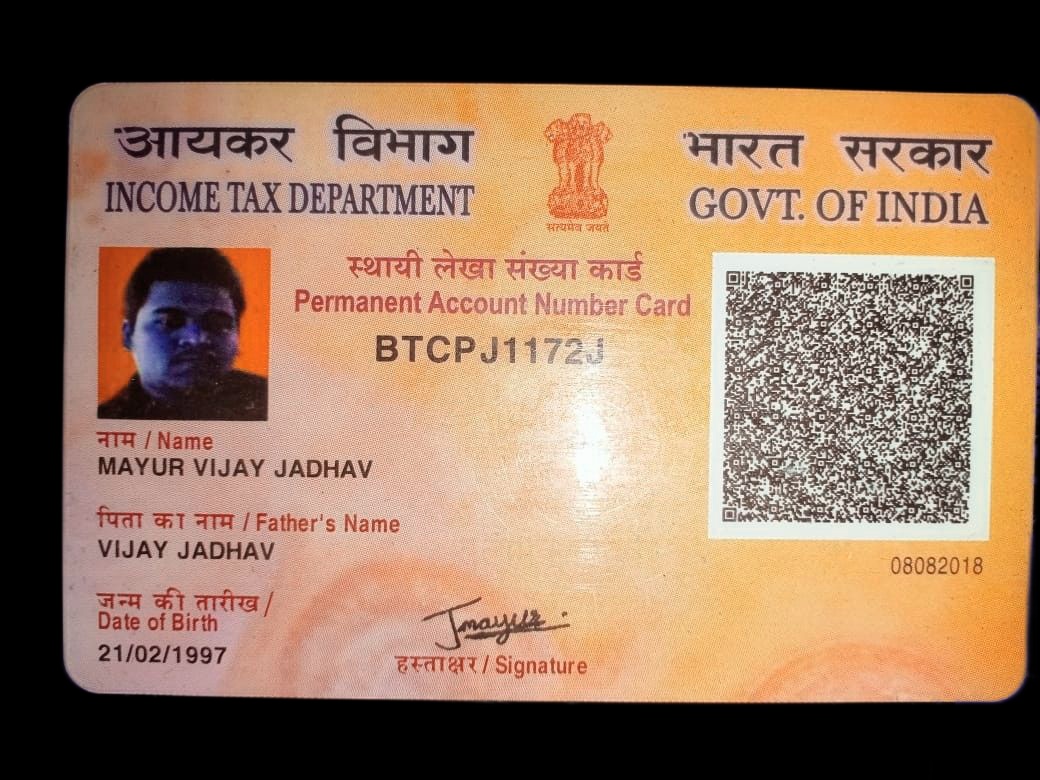 आयकर विभाग
INCOME TAX DEPARTMENT
सत्यमेव जयते
भारत सरकार
GOVT. OF INDIA
स्थायी लेखा संख्या कार्ड
Permanent Account Number Card
BTCPJ1172J
नाम / Name
MAYUR VIJAY JADHAV
पिता का नाम / Father's Name
VIJAY JADHAV
08082018
जन्म की तारीख /
Date of Birth
21/02/1997
Jmayur
हस्ताक्षर / Signature